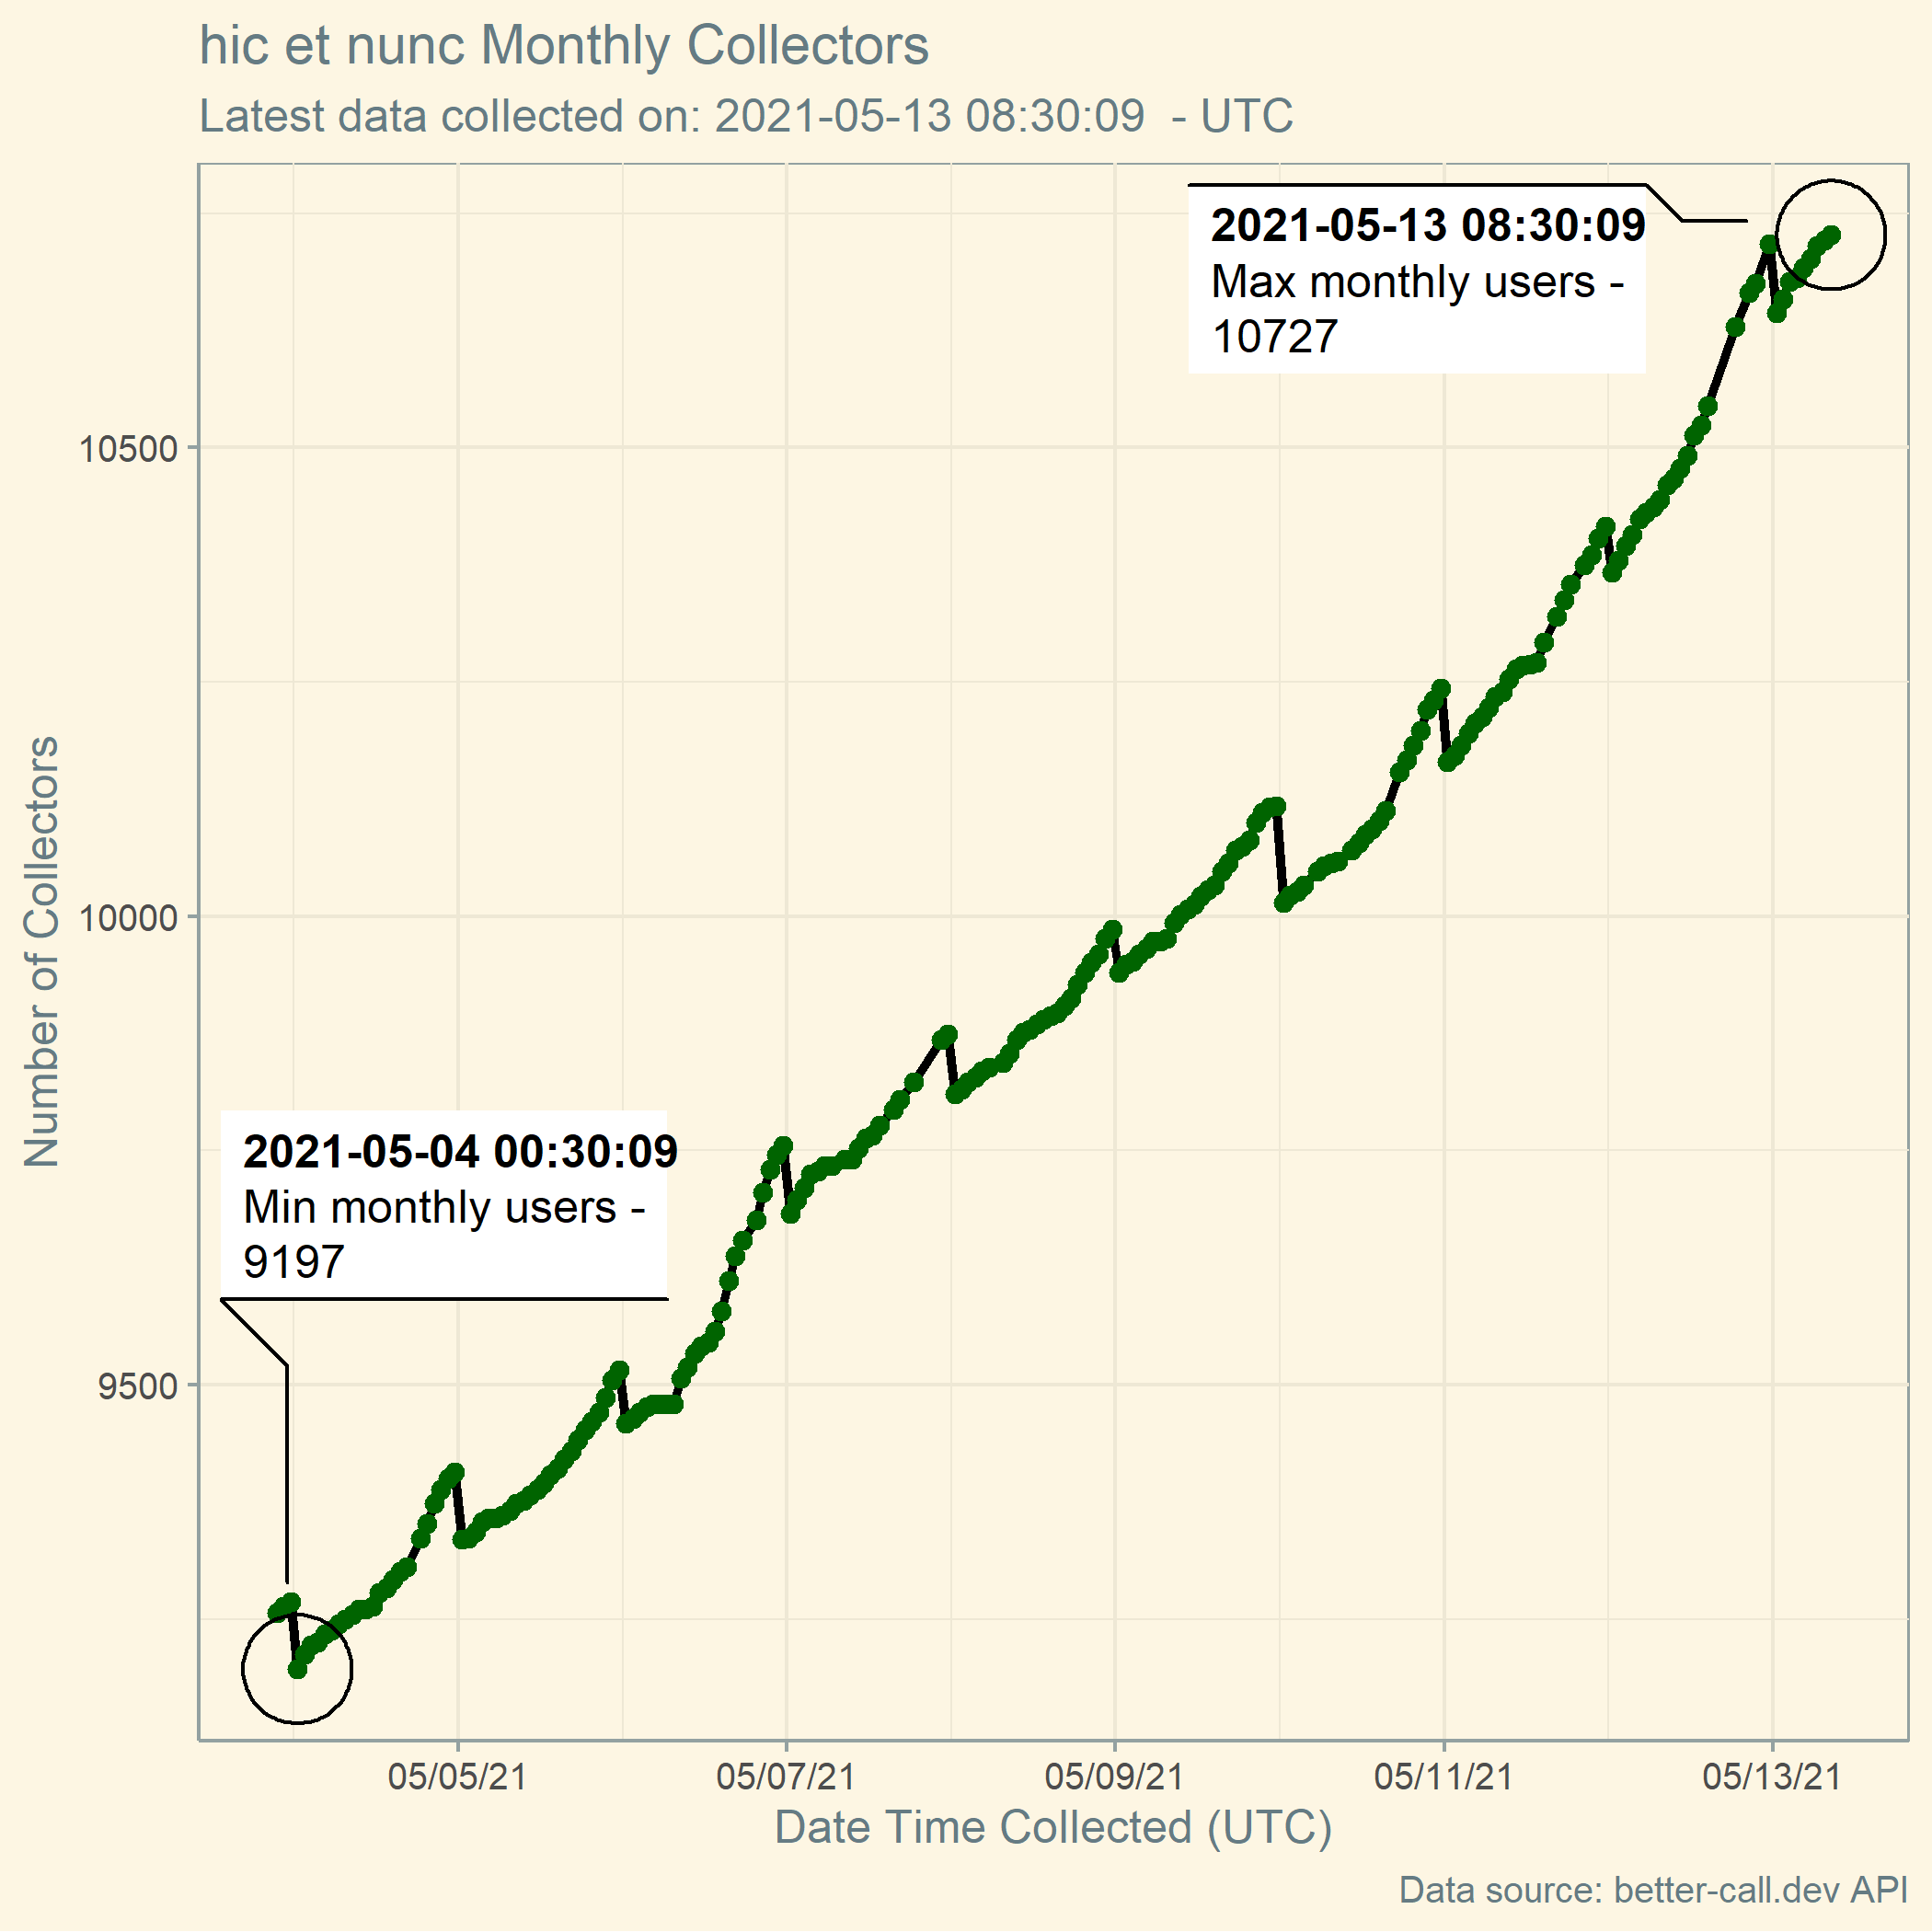 hic et nunc Monthly Collectors
Latest data collected on: 2021-05-13 08:30:09  - UTC
2021-05-13 08:30:09
Max monthly users -
10727
10500
10000
9500
Number of Collectors
2021-05-04 00:30:09
Min monthly users -
9197
05/05/21 05/07/21 05/09/21 05/11/21 05/13/21
Date Time Collected (UTC)
Data source: better-call.dev API